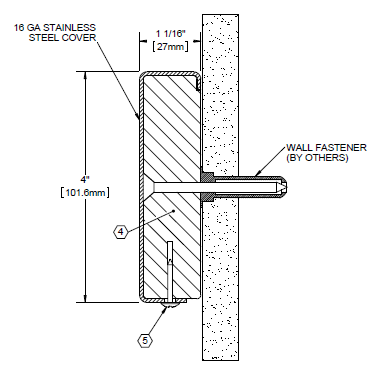 16 GA STAINLESS
STEEL COVER
1 1/16"
[27mm]
4"
[101.6mm]
WALL FASTENER
(BY OTHERS)
4
5